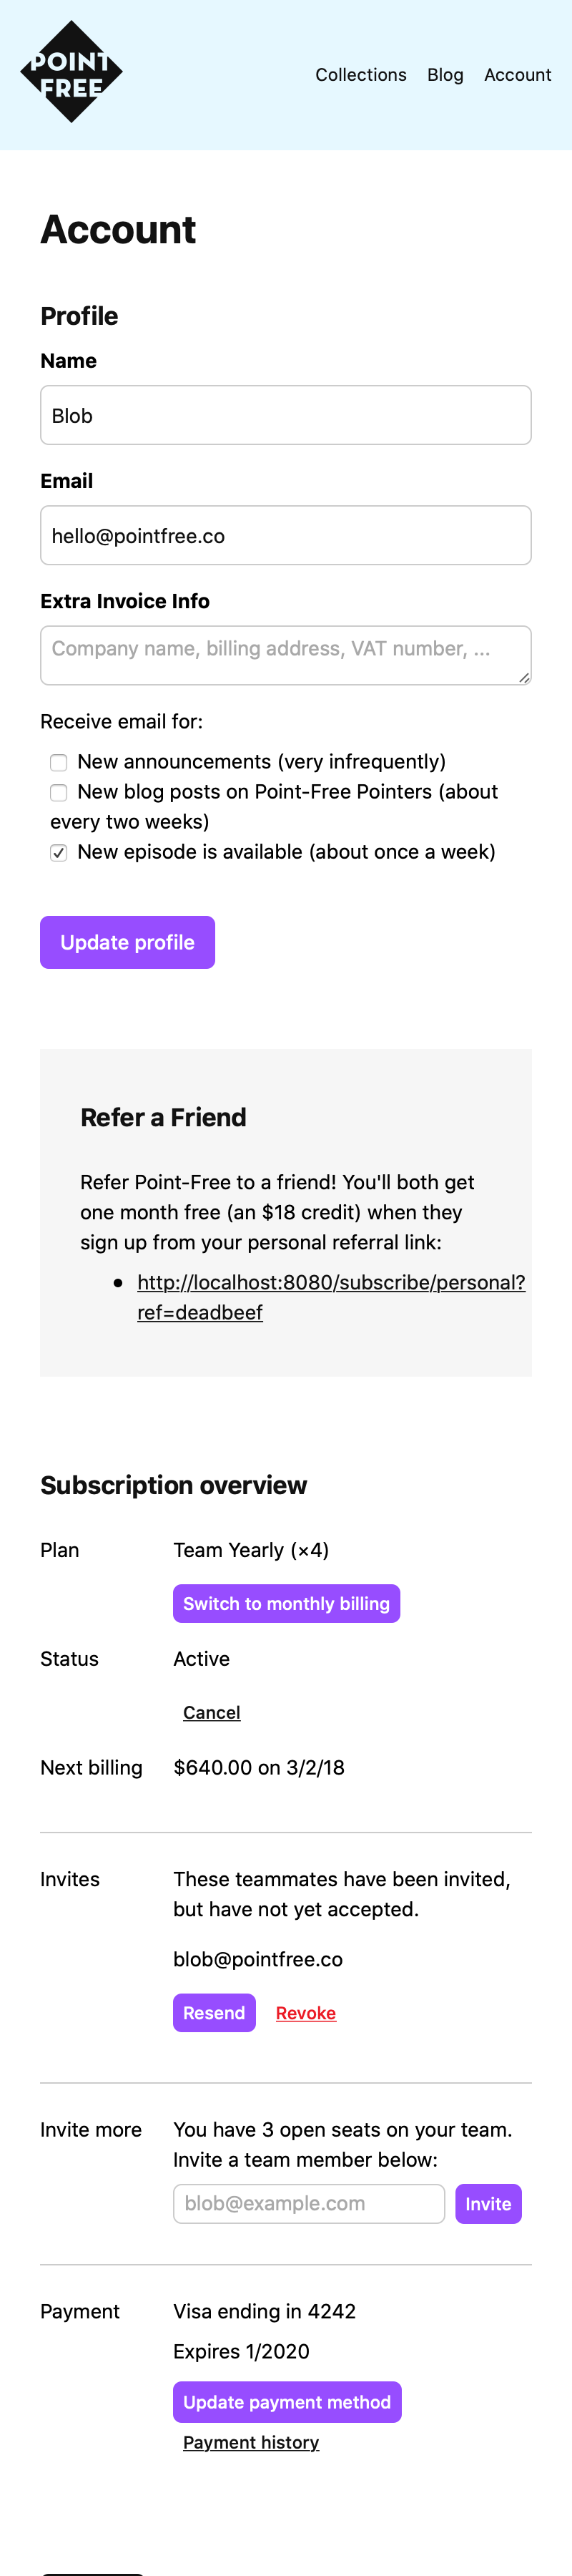 POINT
FREE
Collections Blog Account
Account
Profile
Name
Blob
Email
hello@pointfree.co
Extra Invoice Info
Company name, billing address, VAT number, ...
Receive email for:
New announcements (very infrequently)
New blog posts on Point-Free Pointers (about
every two weeks)
New episode is available (about once a week)
Update profile
Refer a Friend
Refer Point-Free to a friend! You'll both get
one month free (an $18 credit) when they
sign up from your personal referral link:
http://localhost:8080/subscribe/personal?
ref=deadbeef
Subscription overview
Plan Team Yearly (×4)
Switch to monthly billing
Status Active
Cancel
Next billing $640.00 on 3/2/18
Invites These teammates have been invited,
but have not yet accepted.
blob@pointfree.co
Resend Revoke
Invite more You have 3 open seats on your team.
Invite a team member below:
blob@example.com Invite
Payment Visa ending in 4242
Expires 1/2020
Update payment method
Payment history